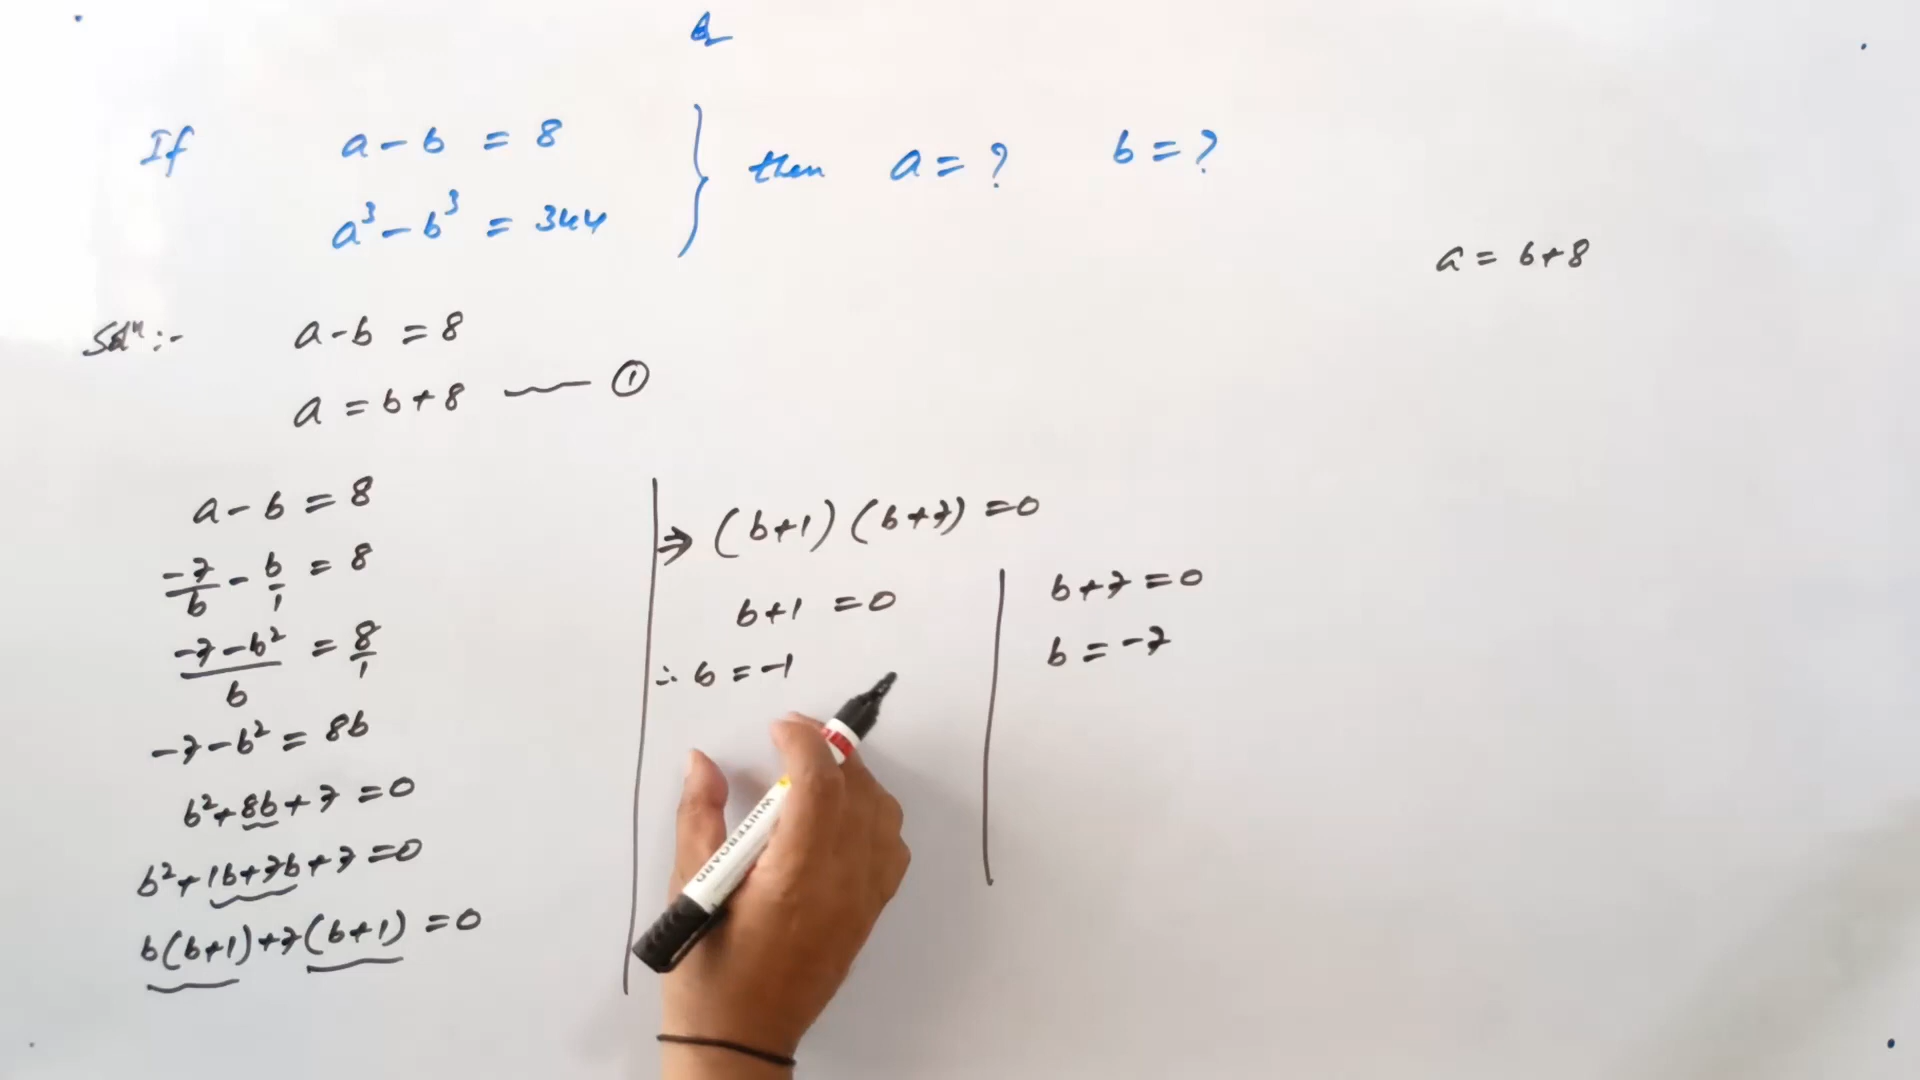 If a - b = 8
a³ - b³ = 344
} then a = ? b = ?
a = b+8
Solⁿ :- a - b = 8
a = b + 8 —— ①
a - b = 8
-7/b - b/1 = 8
(-7 - b²)/b = 8/1
-7 - b² = 8b
b² + 8b + 7 = 0
b² + 1b + 7b + 7 = 0
b(b+1) + 7(b+1) = 0
⇒ (b+1) (b+7) = 0
b+1 = 0
∴ b = -1
b+7 = 0
b = -7
WHITEBOARD